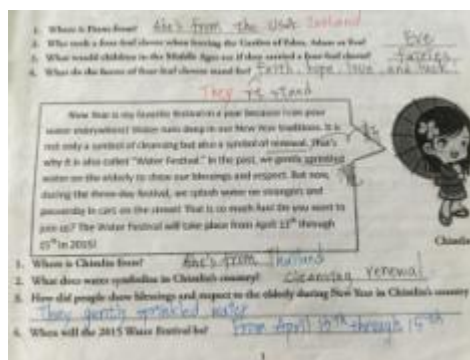 1. Where is Fiona from? She's from the USA Ireland
2. Who took a four-leaf clover when leaving the Garden of Eden, Adam or Eve? Eve
3. What would children in the Middle Ages see if they carried a four-leaf clover? fairies
4. What do the leaves of four-leaf clovers stand for? faith, hope, love and luck.
They stand
New Year is my favorite festival in a year because I can pour
water everywhere! Water runs deep in our New Year traditions. It is
not only a symbol of cleansing but also a symbol of renewal. That's
why it is also called "Water Festival." In the past, we gently sprinkled
water on the elderly to show our blessings and respect. But now,
during the three-day festival, we splash water on strangers and
passersby in cars on the street! That is so much fun! Do you want to
join us? The Water Festival will take place from April 13th through
15th in 2015!
Chimlin
1. Where is Chimlin from? She's from Thailand
2. What does water symbolize in Chimlin's country? cleansing renewal
3. How did people show blessings and respect to the elderly during New Year in Chimlin's country
They gently sprinkled water
4. When will the 2015 Water Festival be? From April 13th through 15th
1